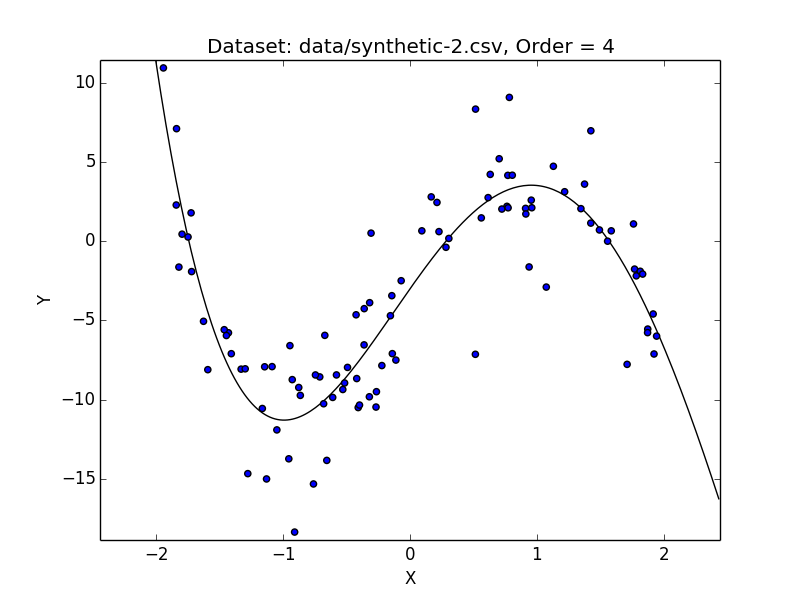 Dataset: data/synthetic-2.csv, Order = 4
10
5
0
−5
−10
−15
Y
−2 −1 0 1 2
X